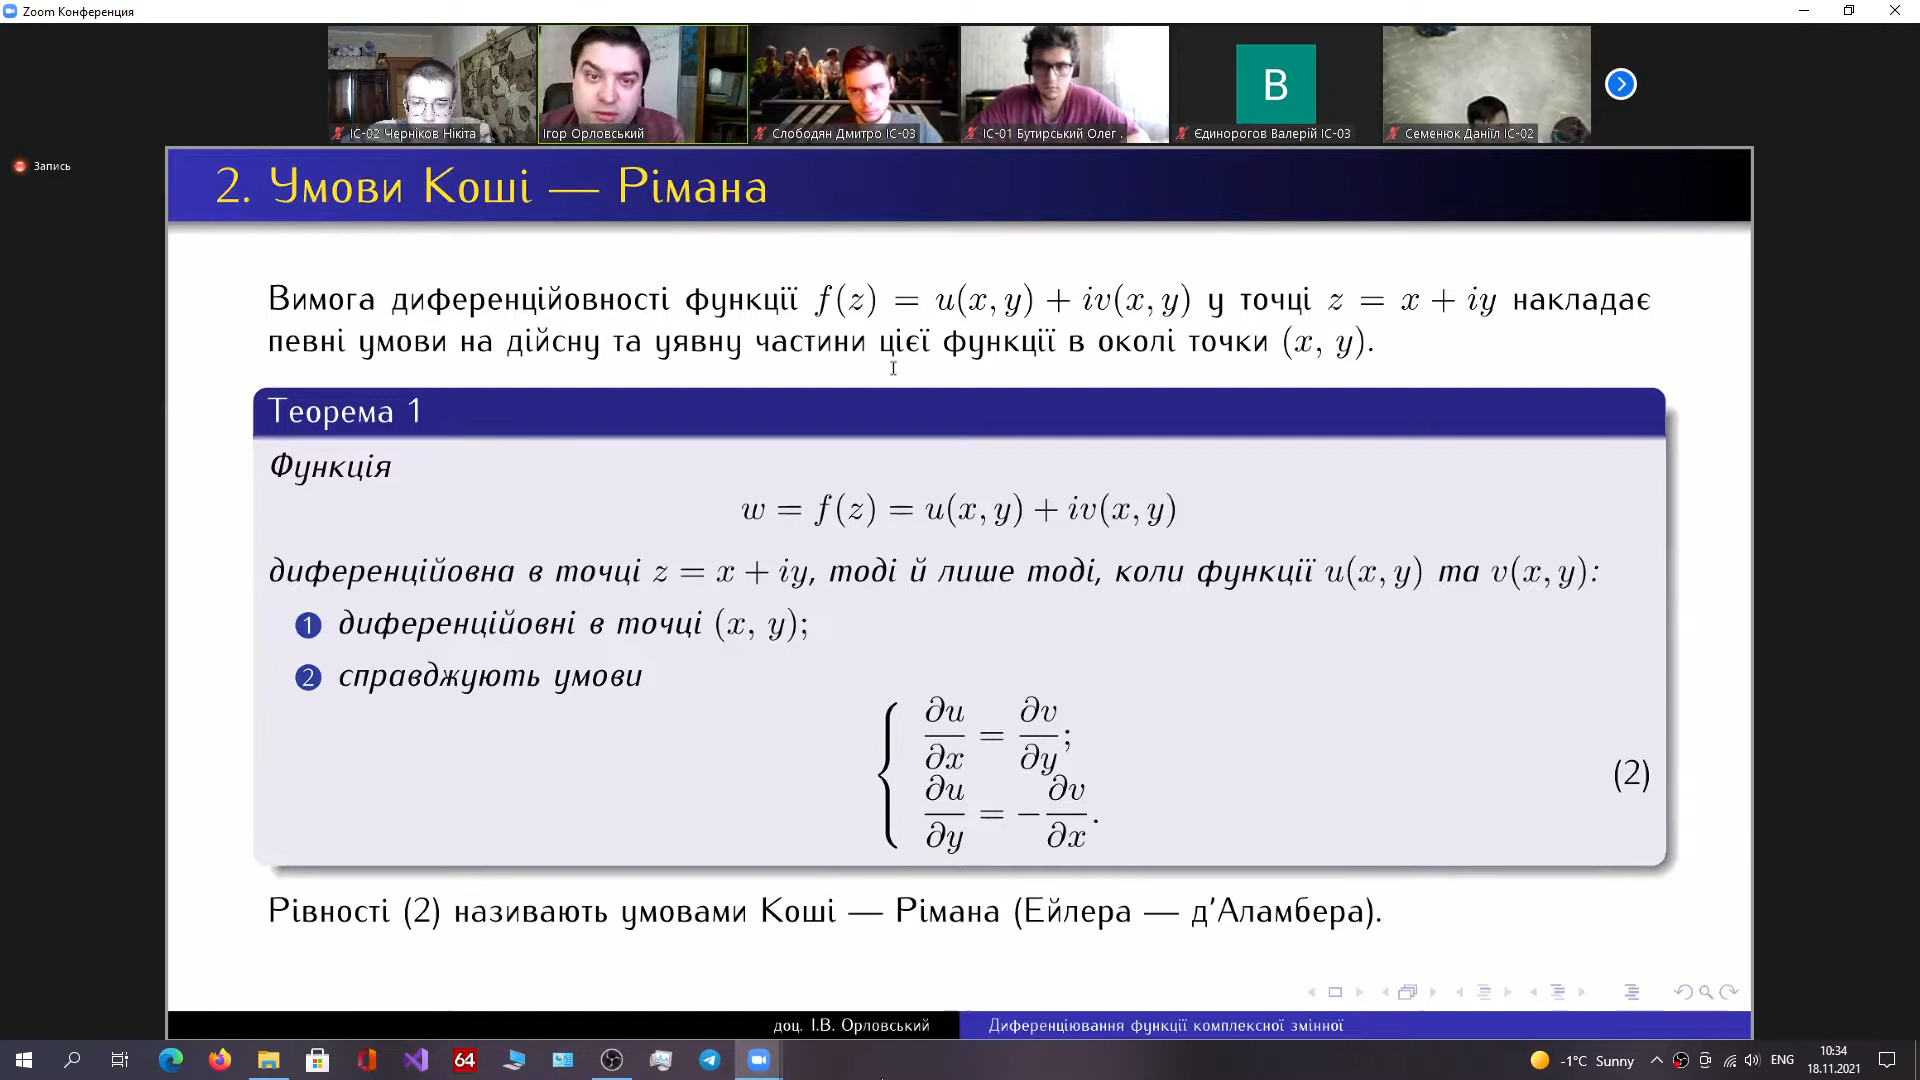 Zoom Конференция
ІС-02 Черніков Нікіта
Ігор Орловський
Слободян Дмитро ІС-03
ІС-01 Бутирський Олег .
В
Єдинорогов Валерій ІС-03
Семенюк Даніїл ІС-02
Запись
2. Умови Коші — Рімана
Вимога диференційовності функції f(z) = u(x, y) + iv(x, y) у точці z = x + iy накладає
певні умови на дійсну та уявну частини цієї функції в околі точки (x, y).
Теорема 1
Функція
w = f(z) = u(x, y) + iv(x, y)
диференційовна в точці z = x + iy, тоді й лише тоді, коли функції u(x, y) та v(x, y):
1 диференційовні в точці (x, y);
2 справджують умови
∂u/∂x = ∂v/∂y;
∂u/∂y = −∂v/∂x.
(2)
Рівності (2) називають умовами Коші — Рімана (Ейлера — д’Аламбера).
доц. І.В. Орловський
Диференціювання функції комплексної змінної
64
-1°C Sunny
ENG
10:34
18.11.2021